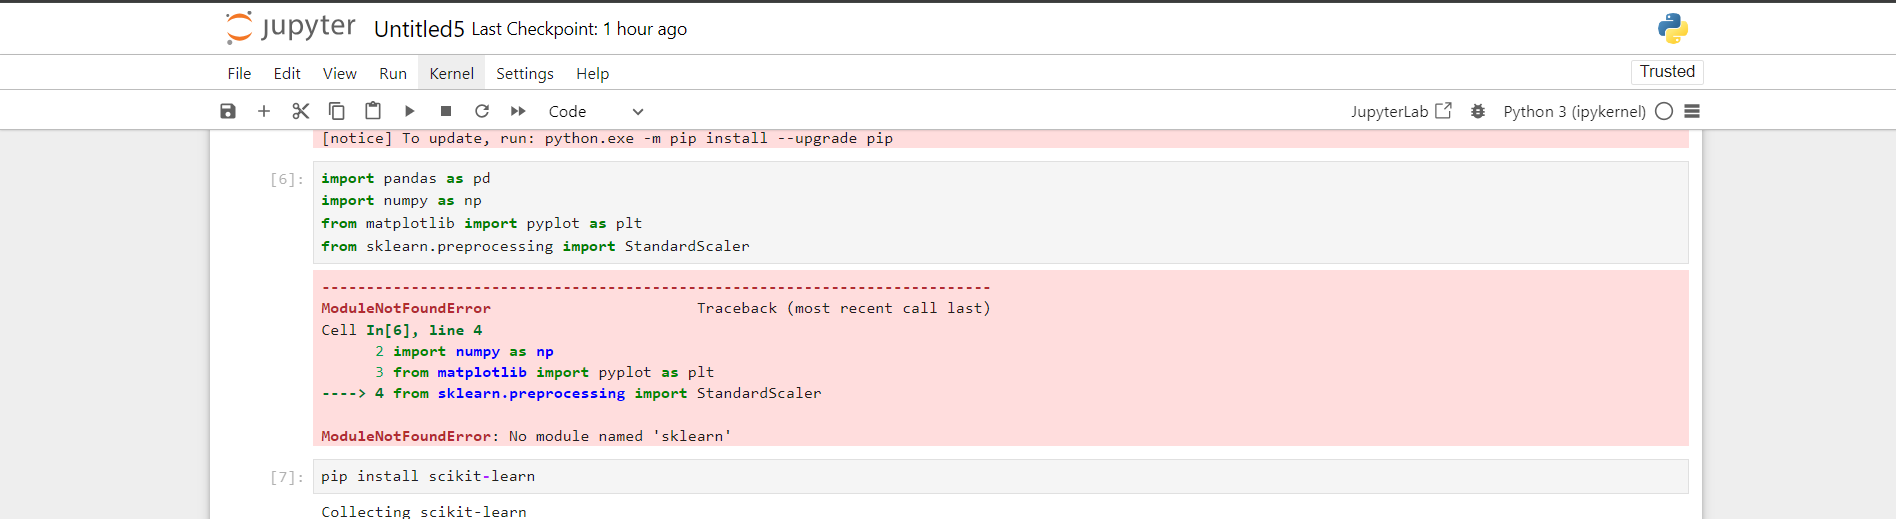 jupyter Untitled5 Last Checkpoint: 1 hour ago
File Edit View Run Kernel Settings Help Trusted
Code JupyterLab Python 3 (ipykernel)
[notice] To update, run: python.exe -m pip install --upgrade pip
[6]: import pandas as pd
import numpy as np
from matplotlib import pyplot as plt
from sklearn.preprocessing import StandardScaler
---------------------------------------------------------------------------
ModuleNotFoundError Traceback (most recent call last)
Cell In[6], line 4
2 import numpy as np
3 from matplotlib import pyplot as plt
----> 4 from sklearn.preprocessing import StandardScaler
ModuleNotFoundError: No module named 'sklearn'
[7]: pip install scikit-learn
Collecting scikit-learn